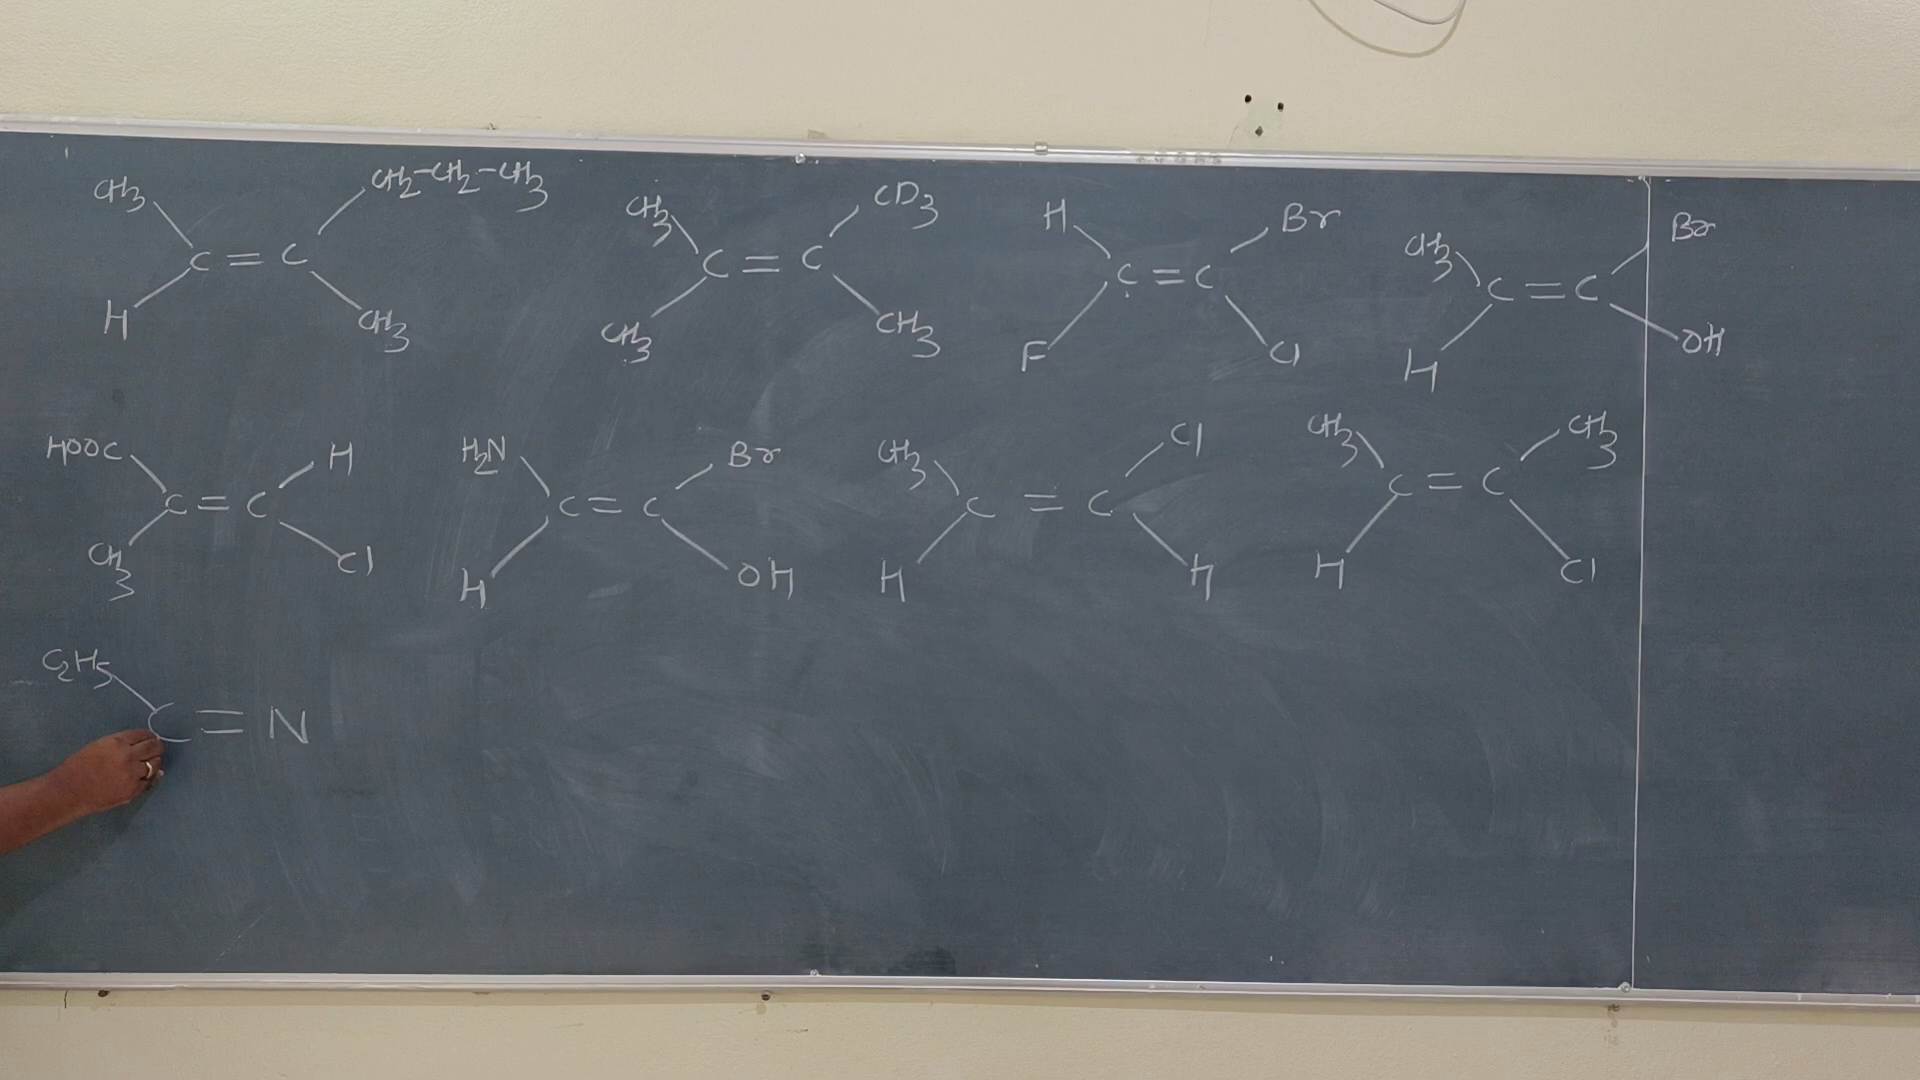 CH3 CH2-CH2-CH3 CH3 CD3 H Br CH3 Br
C = C C = C C = C C = C
H CH3 CH3 CH3 F Cl H OH
HOOC H H2N Br CH3 Cl CH3 CH3
C = C C = C C = C C = C
CH3 Cl H OH H H H Cl
C2H5
C = N